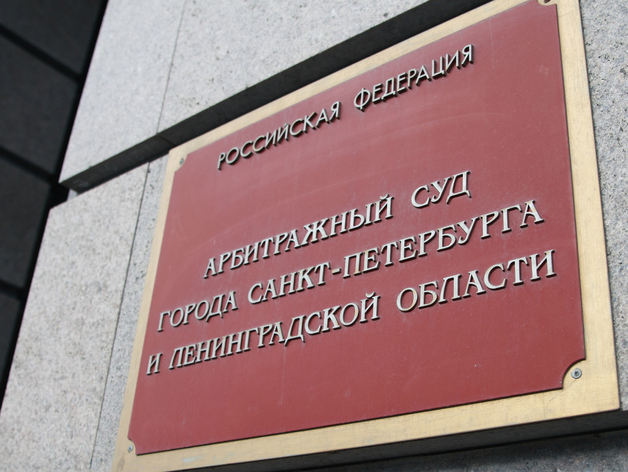 РОССИЙСКАЯ ФЕДЕРАЦИЯ
АРБИТРАЖНЫЙ СУД
ГОРОДА САНКТ-ПЕТЕРБУРГА
И ЛЕНИНГРАДСКОЙ ОБЛАСТИ